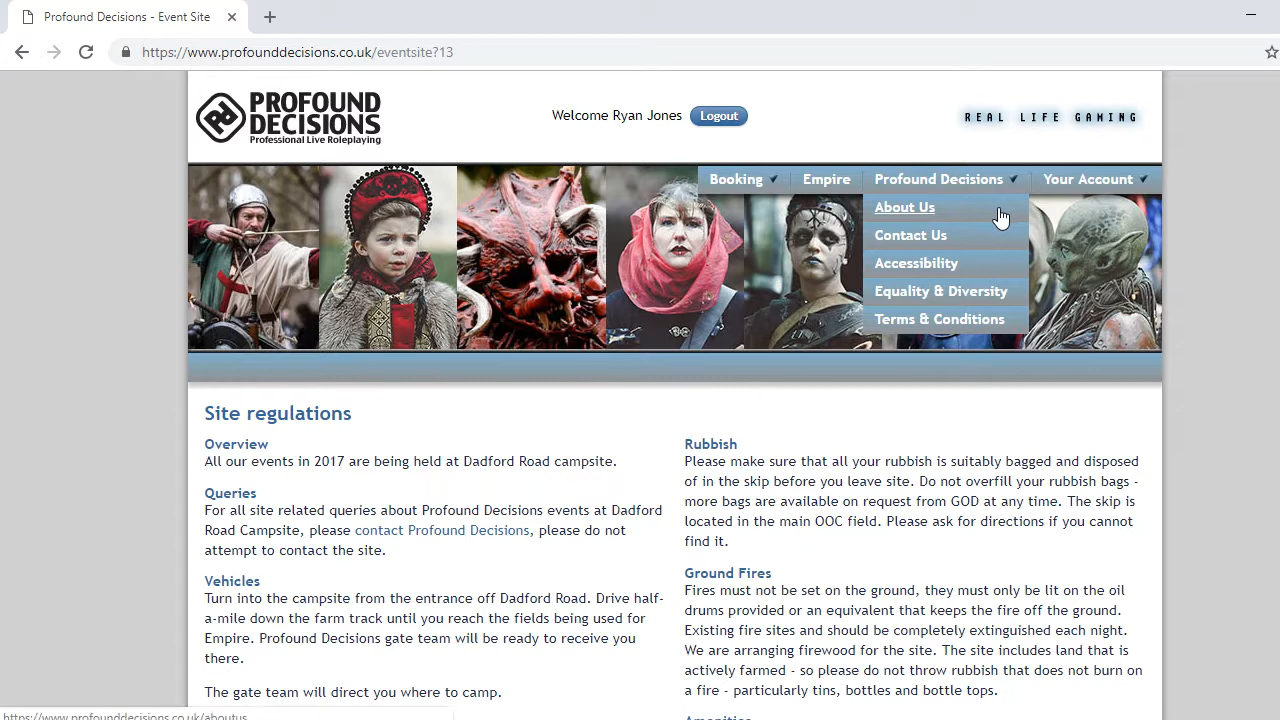 Profound Decisions - Event Site
https://www.profounddecisions.co.uk/eventsite?13
PROFOUND
DECISIONS
Professional Live Roleplaying
Welcome Ryan Jones Logout
REAL LIFE GAMING
Booking Empire Profound Decisions Your Account
About Us
Contact Us
Accessibility
Equality & Diversity
Terms & Conditions
Site regulations
Overview
All our events in 2017 are being held at Dadford Road campsite.
Queries
For all site related queries about Profound Decisions events at Dadford
Road Campsite, please contact Profound Decisions, please do not
attempt to contact the site.
Vehicles
Turn into the campsite from the entrance off Dadford Road. Drive half-
a-mile down the farm track until you reach the fields being used for
Empire. Profound Decisions gate team will be ready to receive you
there.
The gate team will direct you where to camp.
Rubbish
Please make sure that all your rubbish is suitably bagged and disposed
of in the skip before you leave site. Do not overfill your rubbish bags -
more bags are available on request from GOD at any time. The skip is
located in the main OOC field. Please ask for directions if you cannot
find it.
Ground Fires
Fires must not be set on the ground, they must only be lit on the oil
drums provided or an equivalent that keeps the fire off the ground.
Existing fire sites and should be completely extinguished each night.
We are arranging firewood for the site. The site includes land that is
actively farmed - so please do not throw rubbish that does not burn on
a fire - particularly tins, bottles and bottle tops.
Amenities
https://www.profounddecisions.co.uk/aboutus